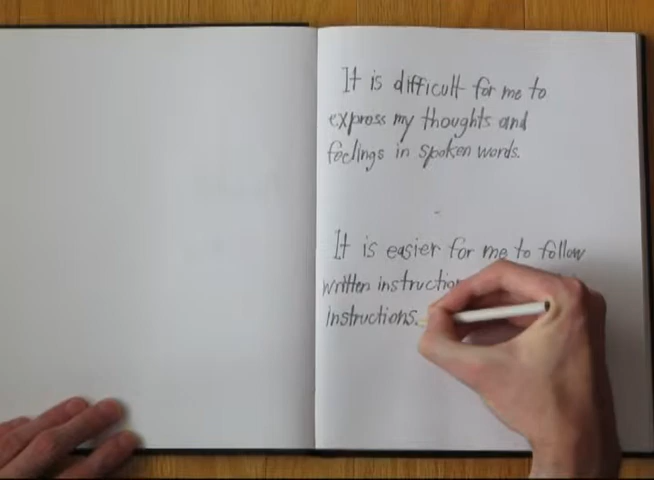 It is difficult for me to
express my thoughts and
feelings in spoken words.
It is easier for me to follow
written
instructions.